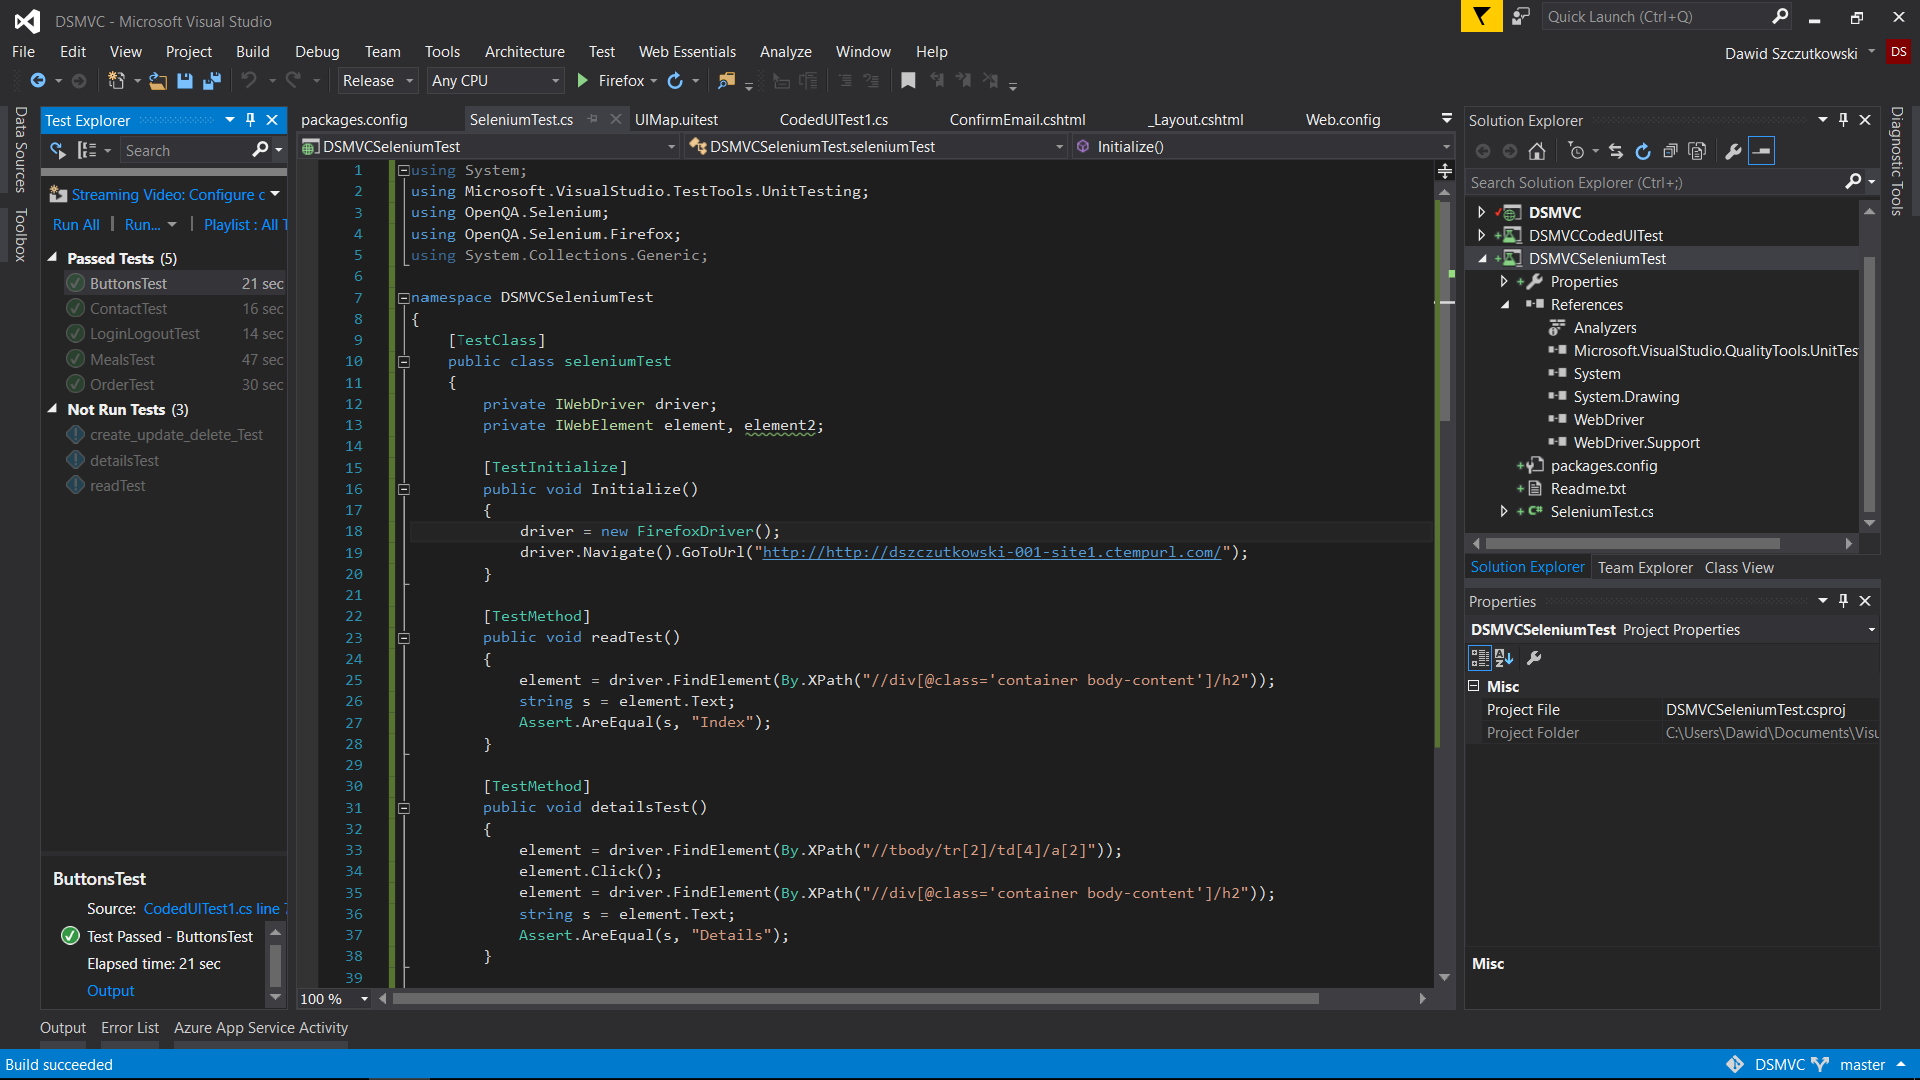 DSMVC - Microsoft Visual Studio
Quick Launch (Ctrl+Q)
File Edit View Project Build Debug Team Tools Architecture Test Web Essentials Analyze Window Help
Dawid Szczutkowski DS
Release Any CPU Firefox
Data Sources
Toolbox
Test Explorer
Search
Streaming Video: Configure c
Run All Run... Playlist : All T
Passed Tests (5)
ButtonsTest 21 sec
ContactTest 16 sec
LoginLogoutTest 14 sec
MealsTest 47 sec
OrderTest 30 sec
Not Run Tests (3)
create_update_delete_Test
detailsTest
readTest
ButtonsTest
Source: CodedUITest1.cs line 7
Test Passed - ButtonsTest
Elapsed time: 21 sec
Output
packages.config SeleniumTest.cs UIMap.uitest CodedUITest1.cs ConfirmEmail.cshtml _Layout.cshtml Web.config
DSMVCSeleniumTest DSMVCSeleniumTest.seleniumTest Initialize()
1 using System;
2 using Microsoft.VisualStudio.TestTools.UnitTesting;
3 using OpenQA.Selenium;
4 using OpenQA.Selenium.Firefox;
5 using System.Collections.Generic;
6
7 namespace DSMVCSeleniumTest
8 {
9 [TestClass]
10 public class seleniumTest
11 {
12 private IWebDriver driver;
13 private IWebElement element, element2;
14
15 [TestInitialize]
16 public void Initialize()
17 {
18 driver = new FirefoxDriver();
19 driver.Navigate().GoToUrl("http://http://dszczutkowski-001-site1.ctempurl.com/");
20 }
21
22 [TestMethod]
23 public void readTest()
24 {
25 element = driver.FindElement(By.XPath("//div[@class='container body-content']/h2"));
26 string s = element.Text;
27 Assert.AreEqual(s, "Index");
28 }
29
30 [TestMethod]
31 public void detailsTest()
32 {
33 element = driver.FindElement(By.XPath("//tbody/tr[2]/td[4]/a[2]"));
34 element.Click();
35 element = driver.FindElement(By.XPath("//div[@class='container body-content']/h2"));
36 string s = element.Text;
37 Assert.AreEqual(s, "Details");
38 }
39
100 %
Solution Explorer
Search Solution Explorer (Ctrl+;)
DSMVC
DSMVCCodedUITest
DSMVCSeleniumTest
Properties
References
Analyzers
Microsoft.VisualStudio.QualityTools.UnitTes
System
System.Drawing
WebDriver
WebDriver.Support
packages.config
Readme.txt
SeleniumTest.cs
Solution Explorer Team Explorer Class View
Properties
DSMVCSeleniumTest Project Properties
Misc
Project File DSMVCSeleniumTest.csproj
Project Folder C:\Users\Dawid\Documents\Visu
Misc
Diagnostic Tools
Output Error List Azure App Service Activity
Build succeeded
DSMVC master